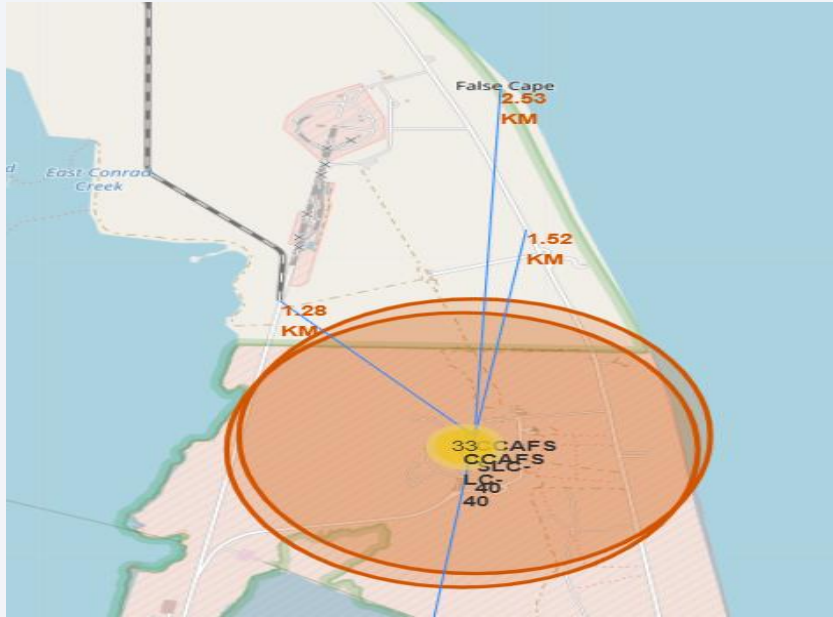 False Cape
2.53
KM
East Conrad
Creek
1.52
KM
1.28
KM
33
CCAFS
CCAFS
SLC-
LC-
40
40